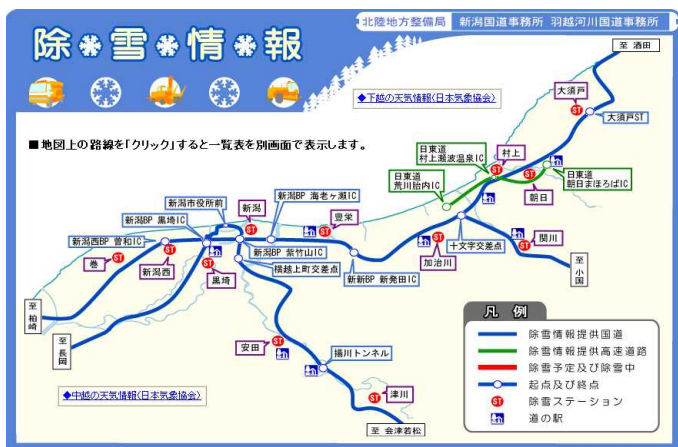 北陸地方整備局 新潟国道事務所 羽越河川国道事務所
除雪情報
至 酒田
◆下越の天気情報(日本気象協会)
大須戸
大須戸ST
■地図上の路線を「クリック」すると一覧表を別画面で表示します。
日東道
村上瀬波温泉IC
村上
ST
日東道
荒川胎内IC
日東道
朝日まほろばIC
朝日
新潟市役所前
新潟
新潟BP 海老ヶ瀬IC
豊栄
新潟BP 黒埼IC
新潟西BP 曽和IC
巻
新潟西
黒埼
新潟BP 紫竹山IC
横越上町交差点
新新BP 新発田IC
加治川
十文字交差点
関川
至 小国
至 柏崎
至 長岡
安田
揚川トンネル
津川
至 会津若松
◆中越の天気情報(日本気象協会)
凡 例
除雪情報提供国道
除雪情報提供高速道路
除雪予定及び除雪中
起点及び終点
ST 除雪ステーション
道の駅